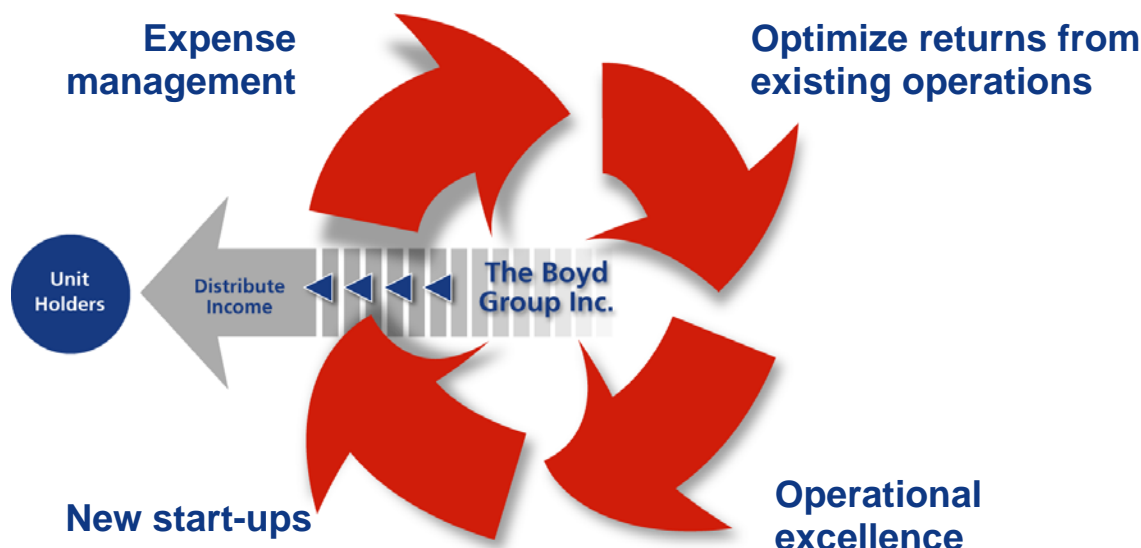 Expense
management
Optimize returns from
existing operations
Unit
Holders
Distribute
Income
The Boyd
Group Inc.
New start-ups
Operational
excellence